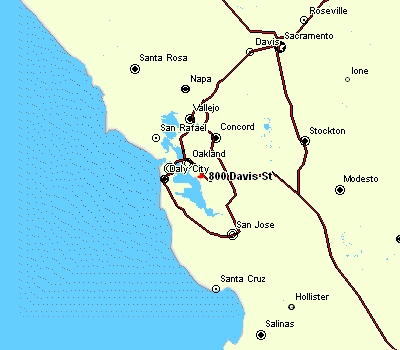 Roseville
Davis
Sacramento
Santa Rosa
Ione
Napa
Vallejo
San Rafael
Concord
Stockton
Oakland
Daly City
800 Davis St
Modesto
San Jose
Santa Cruz
Hollister
Salinas